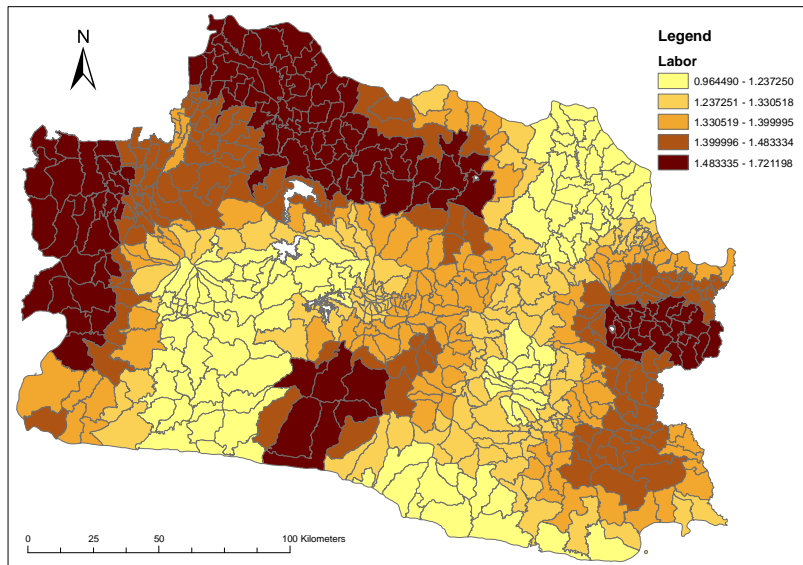 N
Legend
Labor
0.964490 - 1.237250
1.237251 - 1.330518
1.330519 - 1.399995
1.399996 - 1.483334
1.483335 - 1.721198
0 25 50 100 Kilometers